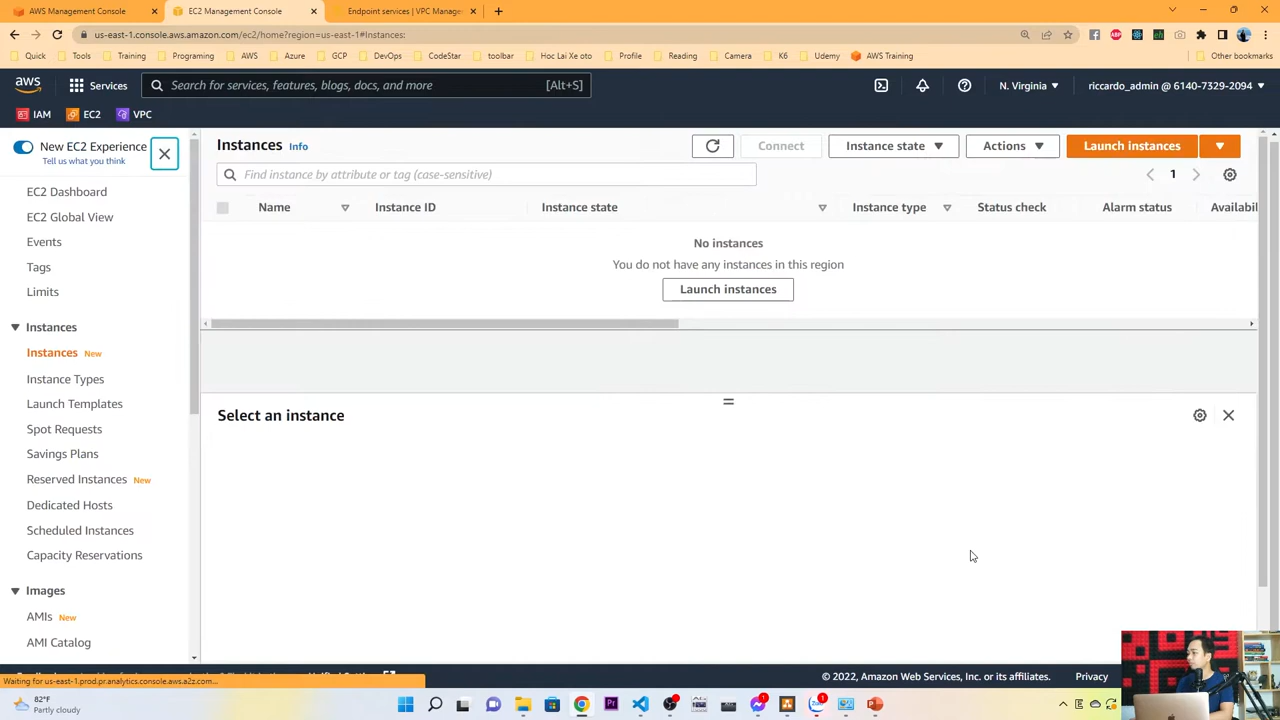 AWS Management Console
EC2 Management Console
Endpoint services | VPC Manage
us-east-1.console.aws.amazon.com/ec2/home?region=us-east-1#Instances:
Quick Tools Training Programing AWS Azure GCP DevOps CodeStar toolbar Hoc Lai Xe oto Profile Reading Camera K6 Udemy AWS Training Other bookmarks
aws Services Search for services, features, blogs, docs, and more [Alt+S] N. Virginia riccardo_admin @ 6140-7329-2094
IAM EC2 VPC
New EC2 Experience
Tell us what you think
EC2 Dashboard
EC2 Global View
Events
Tags
Limits
Instances
Instances New
Instance Types
Launch Templates
Spot Requests
Savings Plans
Reserved Instances New
Dedicated Hosts
Scheduled Instances
Capacity Reservations
Images
AMIs New
AMI Catalog
Instances Info Connect Instance state Actions Launch instances
Find instance by attribute or tag (case-sensitive) 1
Name Instance ID Instance state Instance type Status check Alarm status Availabil
No instances
You do not have any instances in this region
Launch instances
Select an instance
© 2022, Amazon Web Services, Inc. or its affiliates. Privacy
Waiting for us-east-1.prod.pr.analytics.console.aws.a2z.com...
82°F
Partly cloudy